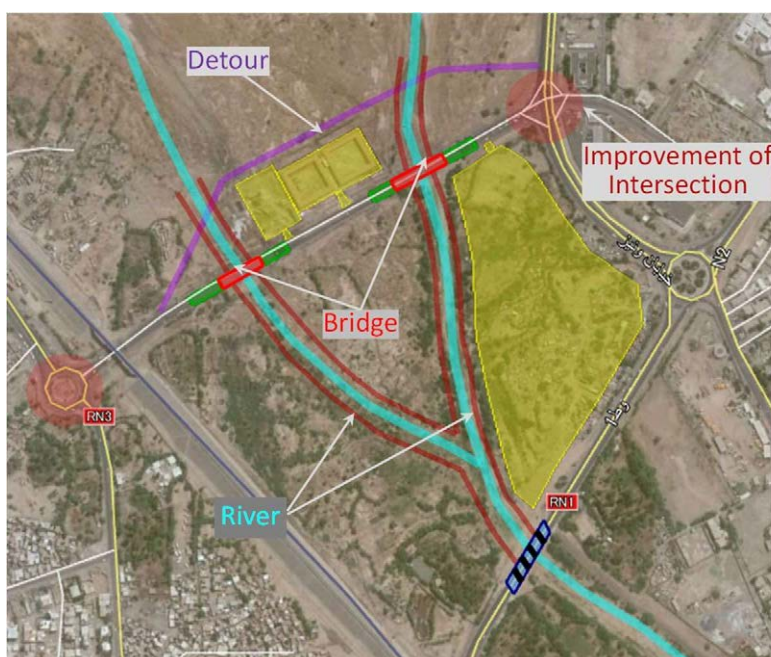 Detour
Improvement of
Intersection
N2
Bridge
RN3
River
RN1